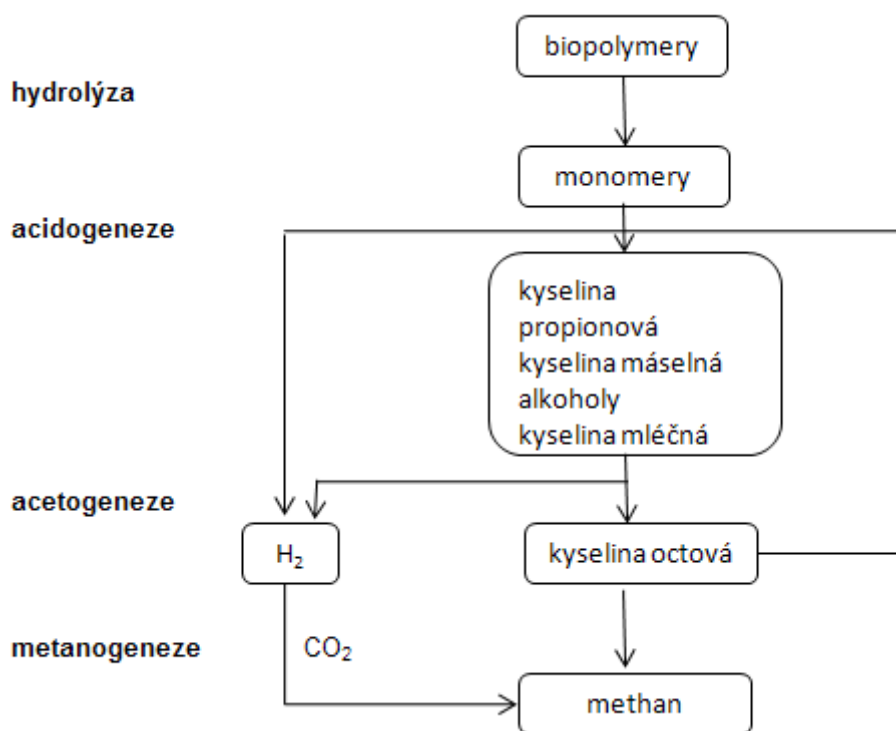 biopolymery
hydrolýza
monomery
acidogeneze
kyselina
propionová
kyselina máselná
alkoholy
kyselina mléčná
acetogeneze
H₂
kyselina octová
metanogeneze
CO₂
methan